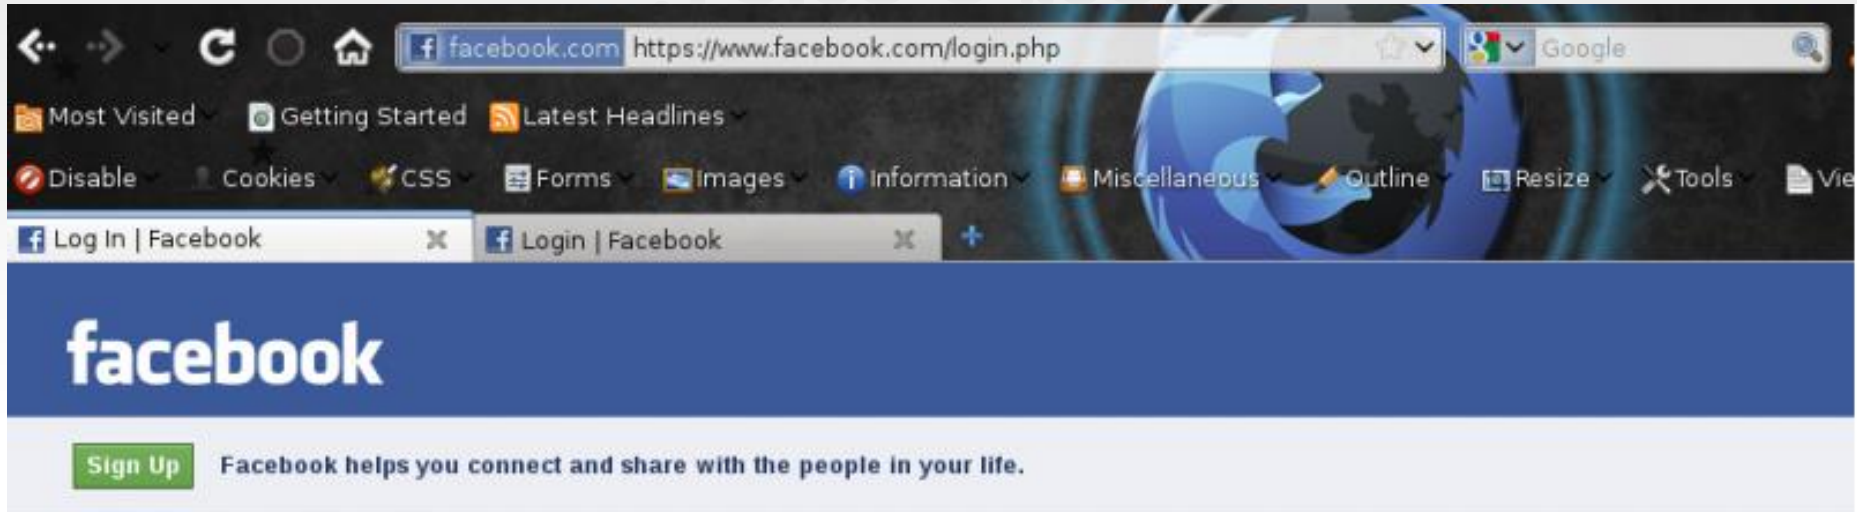 facebook.com https://www.facebook.com/login.php Google
Most Visited Getting Started Latest Headlines
Disable Cookies CSS Forms Images Information Miscellaneous Outline Resize Tools Vie
Log In | Facebook Login | Facebook
facebook
Sign Up Facebook helps you connect and share with the people in your life.